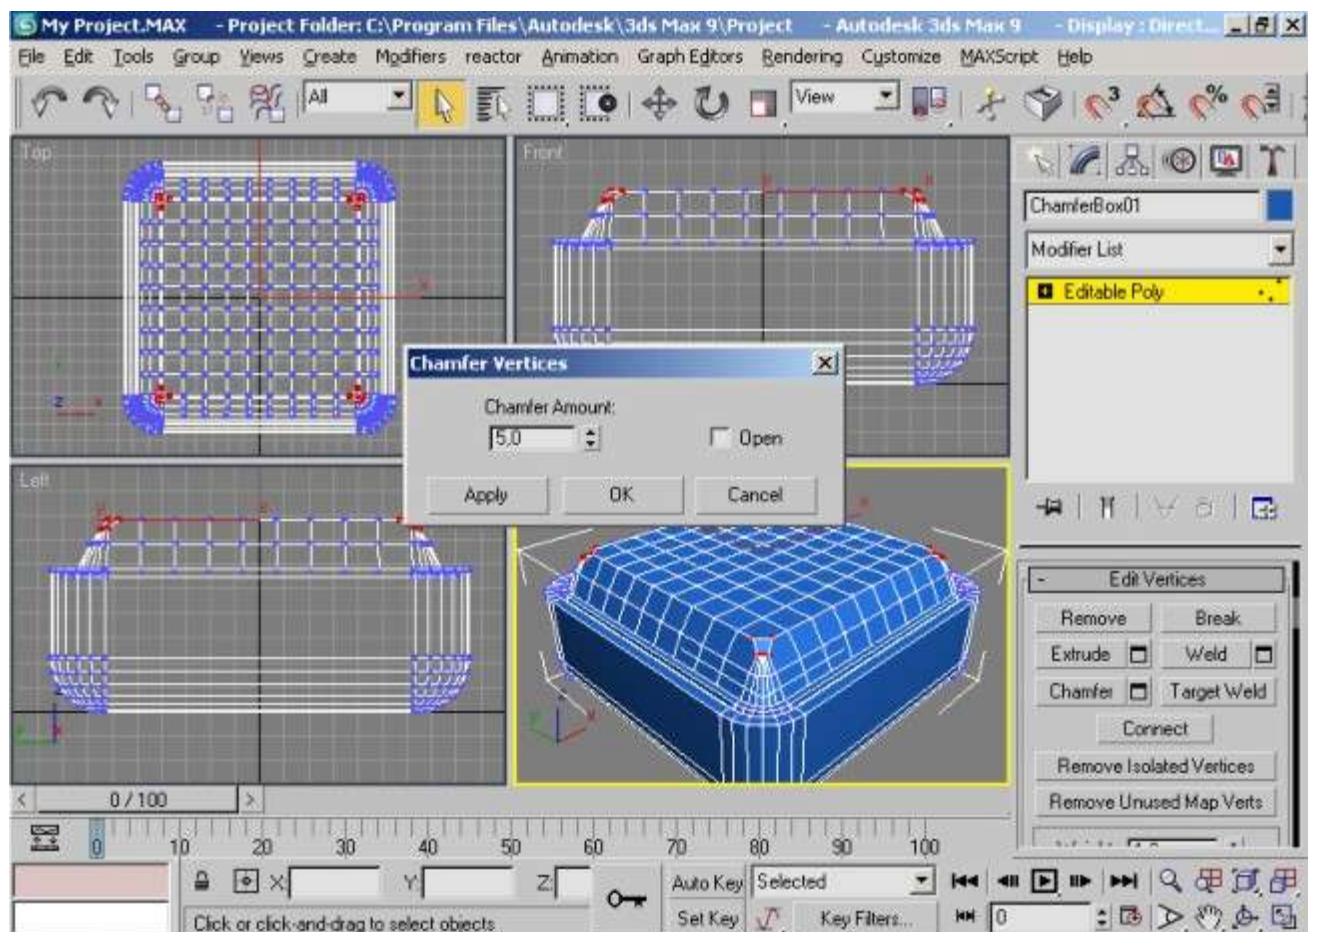 My Project.MAX - Project Folder: C:\Program Files\Autodesk\3ds Max 9\Project - Autodesk 3ds Max 9 - Display : Direct...
File Edit Tools Group Views Create Modifiers reactor Animation Graph Editors Rendering Customize MAXScript Help
All View 3 %
Top Front
ChamferBox01
Modifier List
Editable Poly
Chamfer Vertices
Chamfer Amount:
5,0 Open
Apply OK Cancel
Left
Edit Vertices
Remove Break
Extrude Weld
Chamfer Target Weld
Connect
Remove Isolated Vertices
Remove Unused Map Verts
0 / 100
0 10 20 30 40 50 60 70 80 90 100
X: Y: Z: Auto Key Selected
Click or click-and-drag to select objects Set Key Key Filters... 0